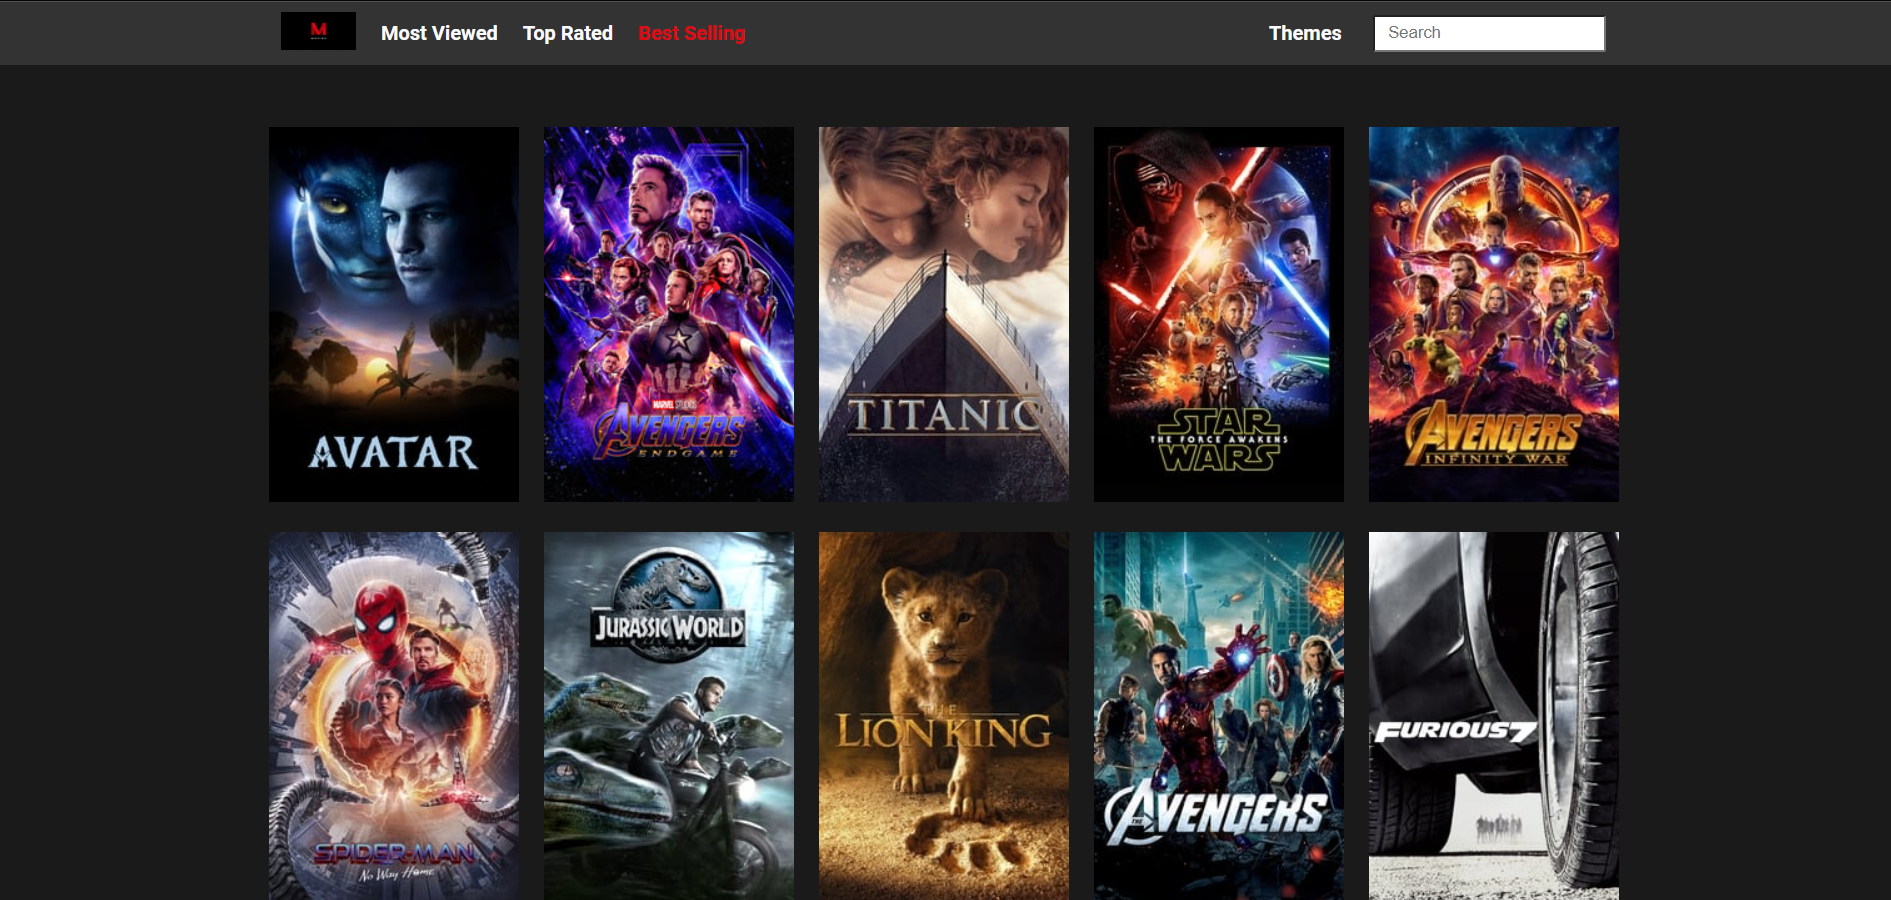 M
Most Viewed
Top Rated
Best Selling
Themes
Search
AVATAR
MARVEL STUDIOS
AVENGERS
ENDGAME
TITANIC
STAR
THE FORCE AWAKENS
WARS
AVENGERS
INFINITY WAR
SPIDER-MAN
No Way Home
JURASSIC WORLD
THE
LION KING
THE
AVENGERS
FURIOUS 7